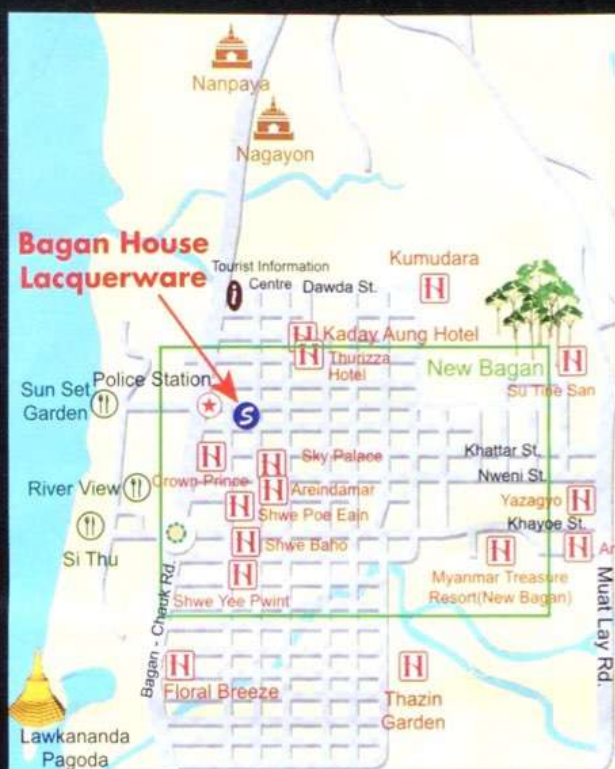 Nanpaya
Nagayon
Bagan House
Lacquerware
Tourist Information
Centre
Dawda St.
Kumudara
i
H
H
Kaday Aung Hotel
H
Thurizza
Hotel
New Bagan
H
Su Tine San
Police Station
Sun Set
Garden
S
H
Crown Prince
H
Sky Palace
Khattar St.
Nweni St.
River View
H
Areindamar
H
Shwe Poe Eain
Yazagyo
H
Khayoe St.
Si Thu
H
Shwe Baho
H
H
Ar
H
Shwe Yee Pwint
Myanmar Treasure
Resort(New Bagan)
Bagan - Chauk Rd.
Muat Lay Rd.
H
Floral Breeze
H
Thazin
Garden
Lawkananda
Pagoda